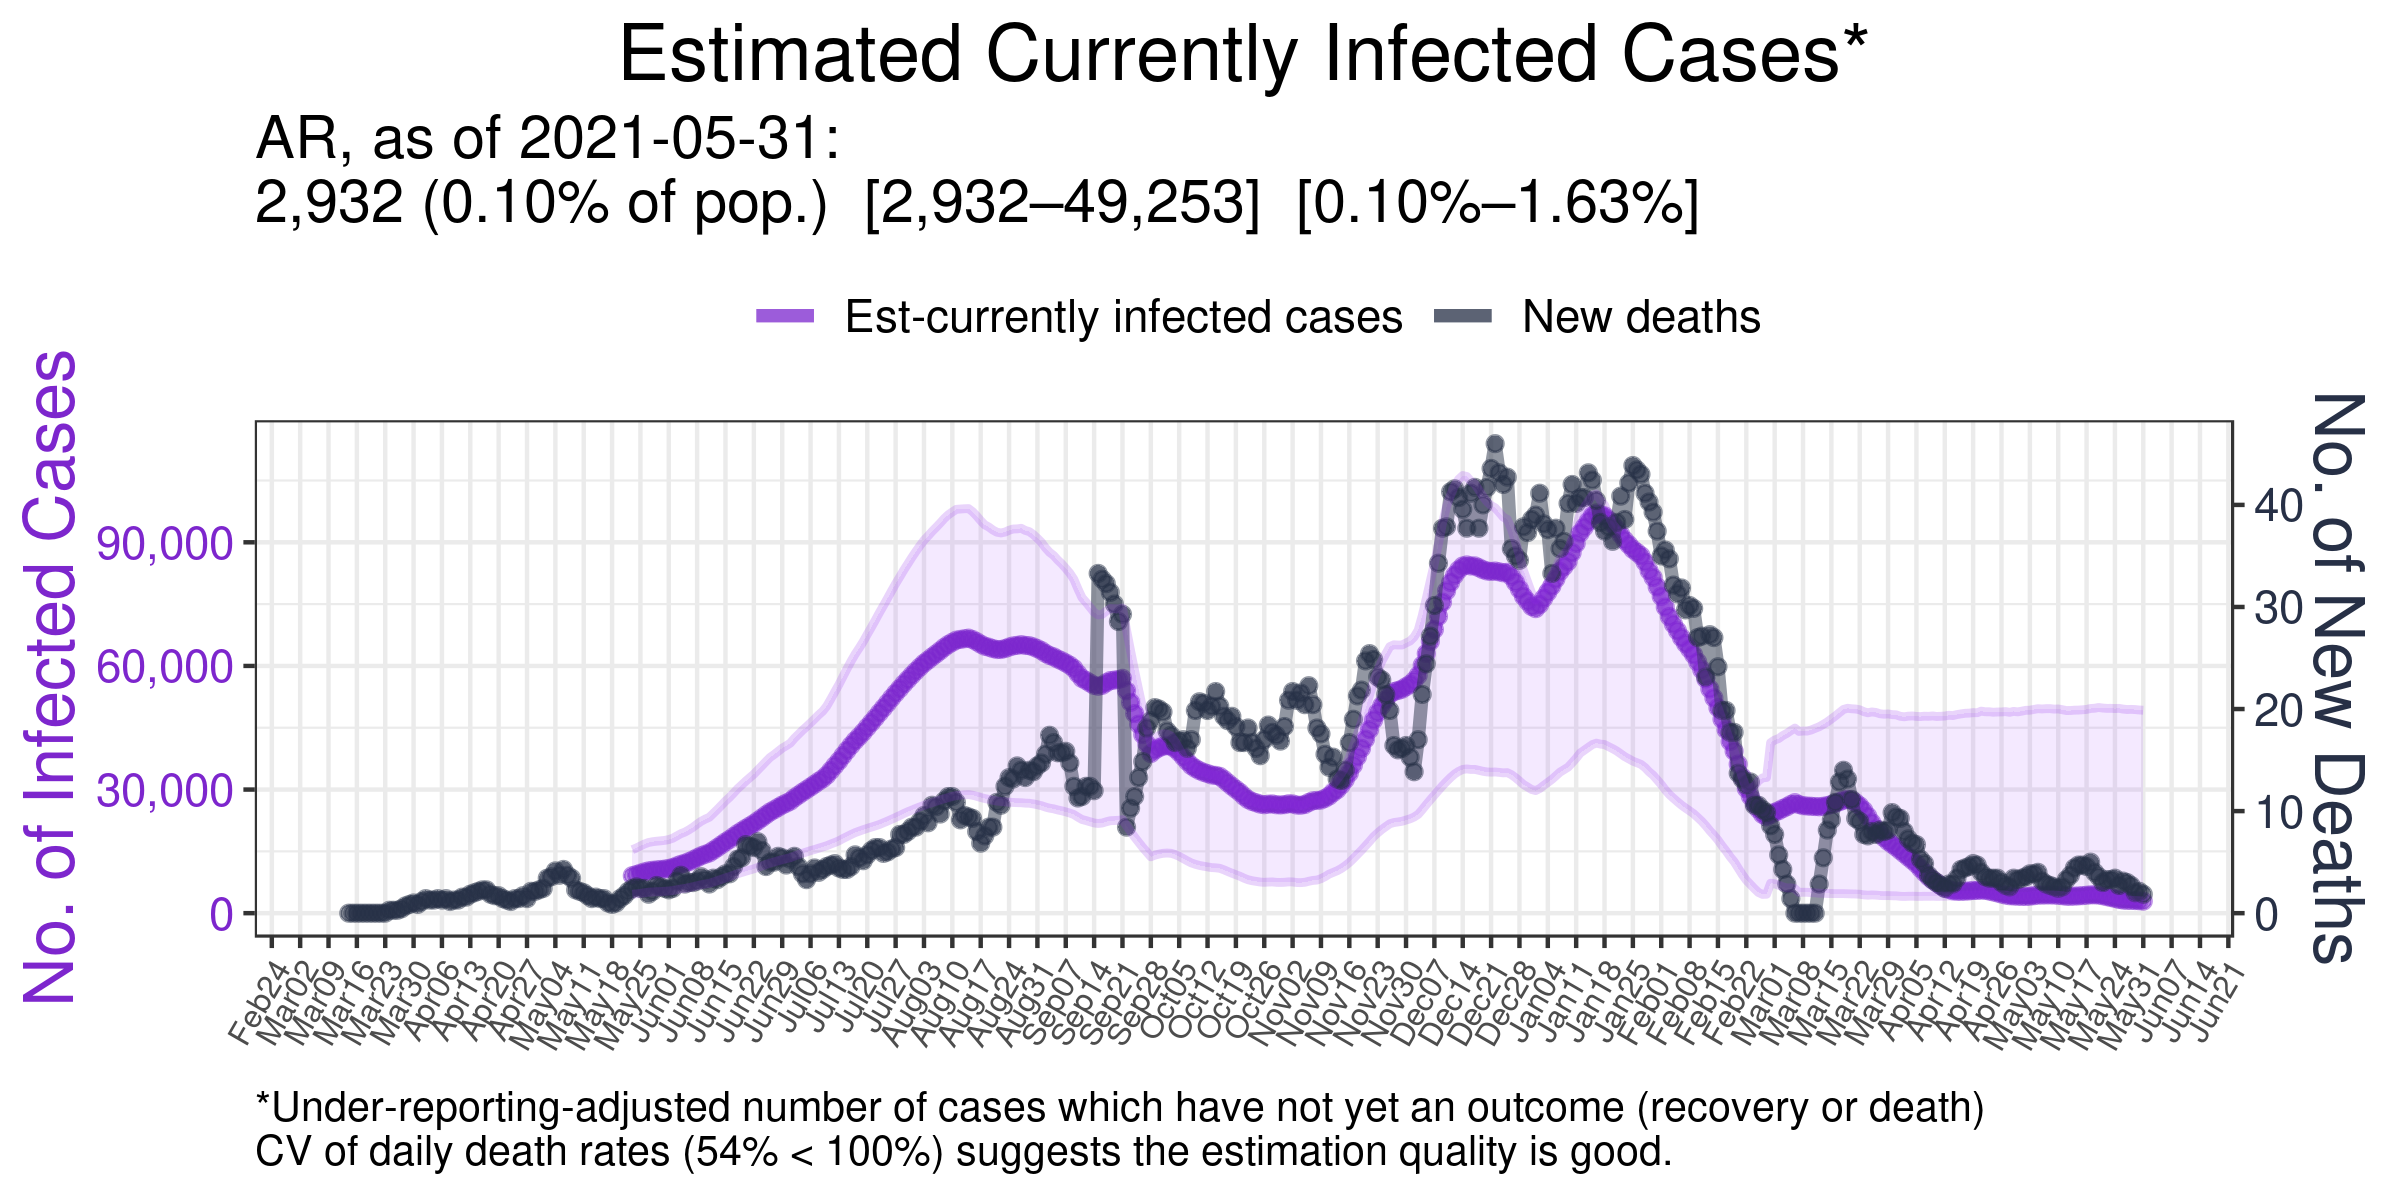 Estimated Currently Infected Cases*
AR, as of 2021-05-31:
2,932 (0.10% of pop.)  [2,932–49,253]  [0.10%–1.63%]
Est-currently infected cases
New deaths
No. of Infected Cases
90,000
60,000
30,000
0
No. of New Deaths
40
30
20
10
0
Feb24
Mar02
Mar09
Mar16
Mar23
Mar30
Apr06
Apr13
Apr20
Apr27
May04
May11
May18
May25
Jun01
Jun08
Jun15
Jun22
Jun29
Jul06
Jul13
Jul20
Jul27
Aug03
Aug10
Aug17
Aug24
Aug31
Sep07
Sep14
Sep21
Sep28
Oct05
Oct12
Oct19
Oct26
Nov02
Nov09
Nov16
Nov23
Nov30
Dec07
Dec14
Dec21
Dec28
Jan04
Jan11
Jan18
Jan25
Feb01
Feb08
Feb15
Feb22
Mar01
Mar08
Mar15
Mar22
Mar29
Apr05
Apr12
Apr19
Apr26
May03
May10
May17
May24
May31
Jun07
Jun14
Jun21
*Under-reporting-adjusted number of cases which have not yet an outcome (recovery or death)
CV of daily death rates (54% < 100%) suggests the estimation quality is good.